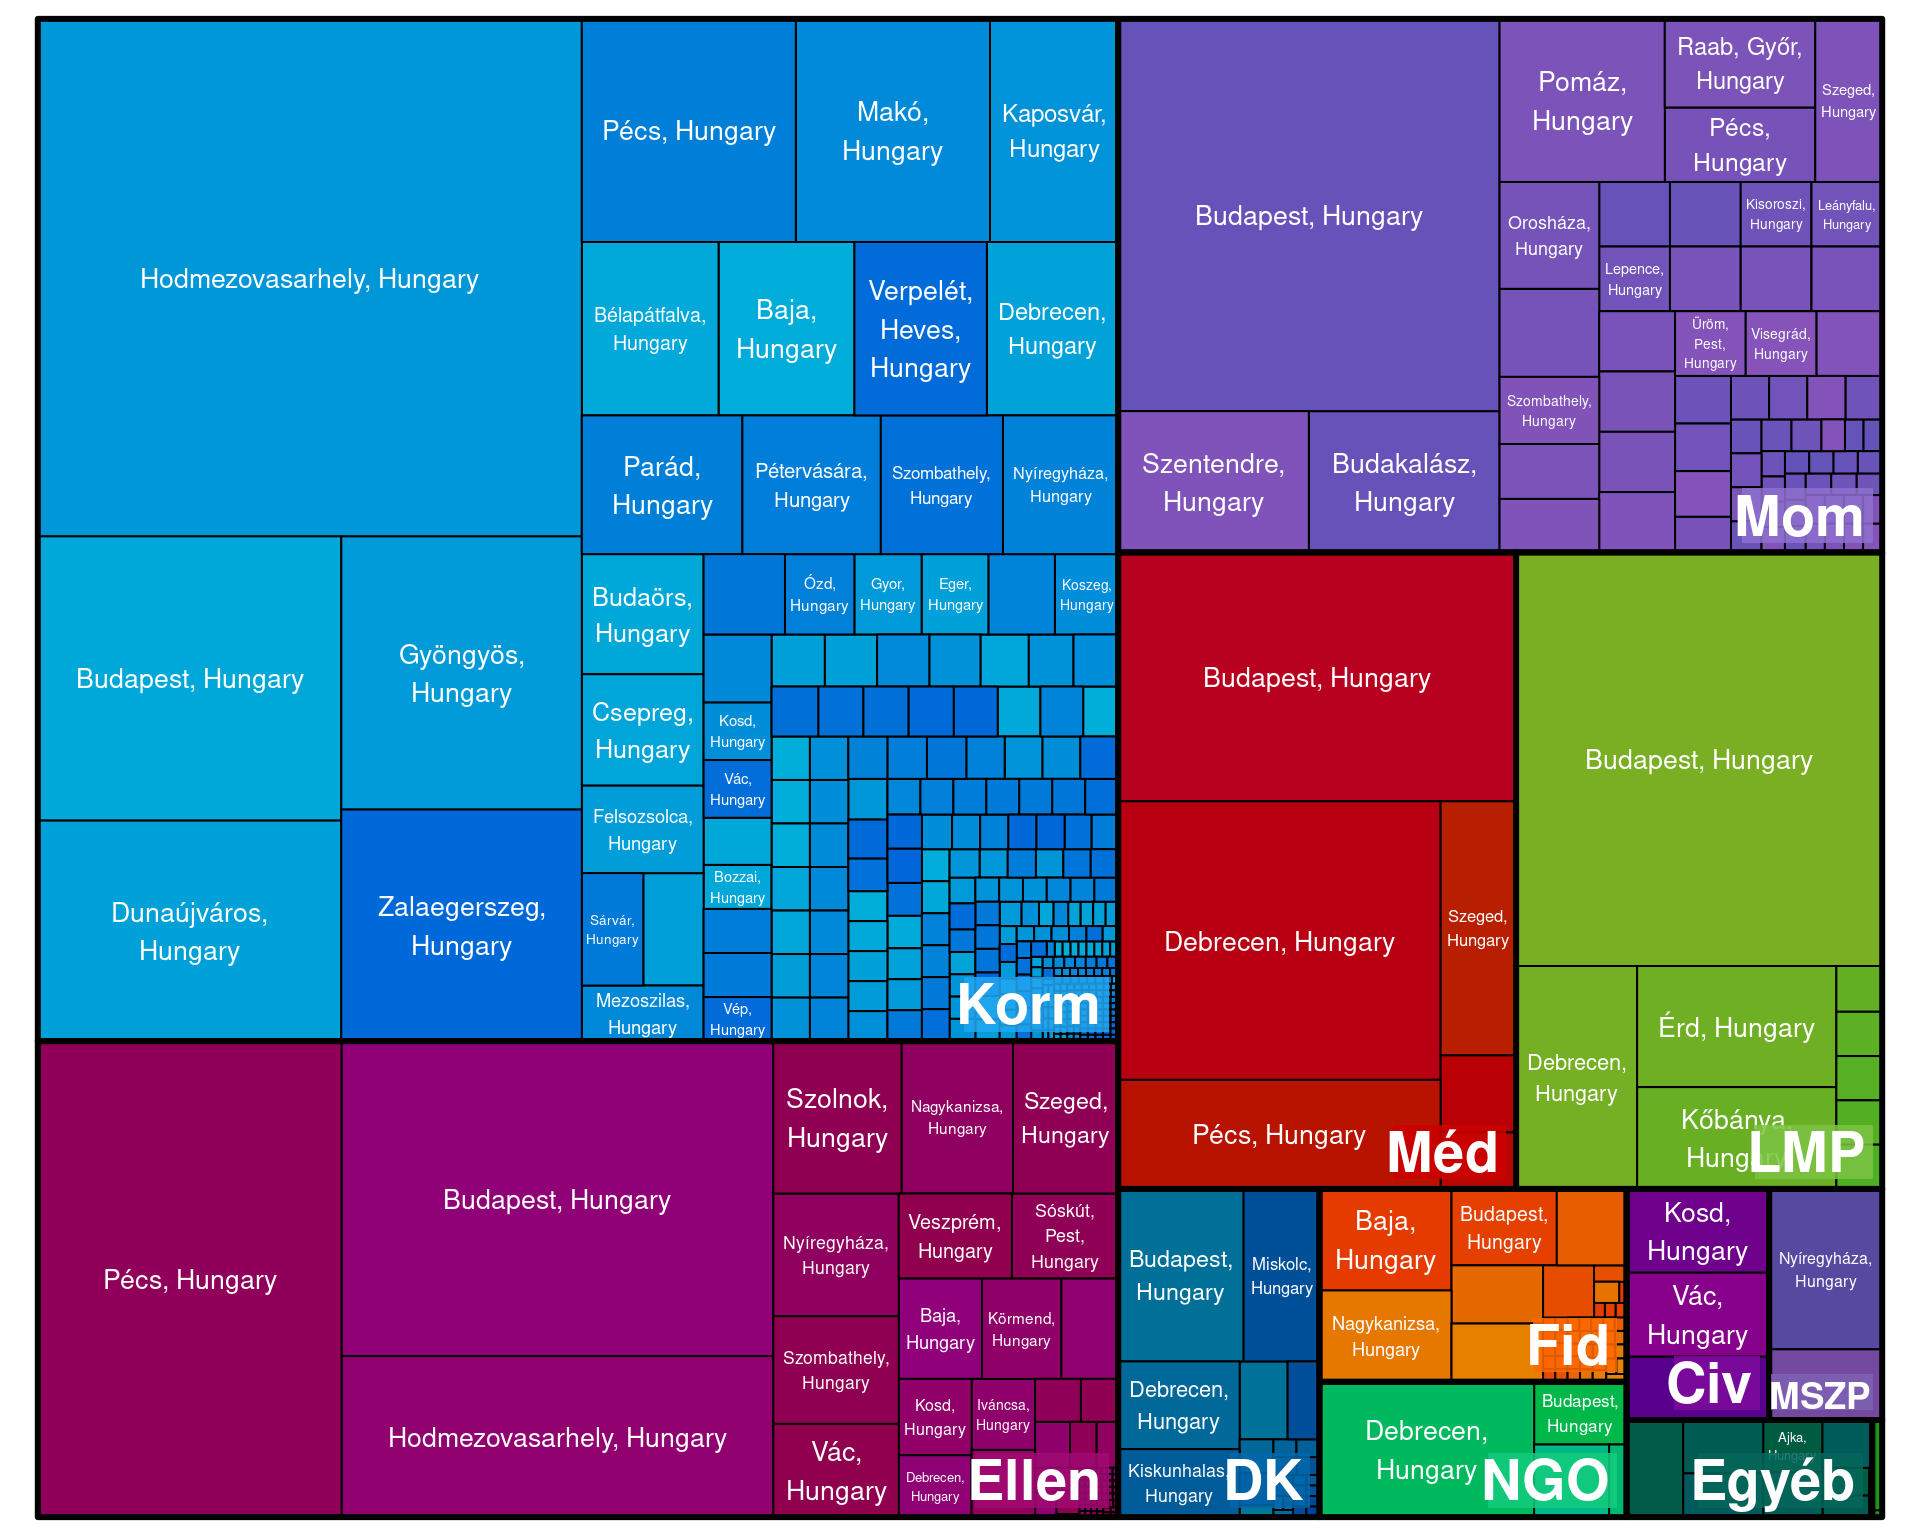 Hodmezovasarhely, Hungary
Budapest, Hungary
Gyöngyös,
Hungary
Dunaújváros,
Hungary
Zalaegerszeg,
Hungary
Pécs, Hungary
Makó,
Hungary
Kaposvár,
Hungary
Bélapátfalva,
Hungary
Baja,
Hungary
Verpelét,
Heves,
Hungary
Debrecen,
Hungary
Parád,
Hungary
Pétervására,
Hungary
Szombathely,
Hungary
Nyíregyháza,
Hungary
Budaörs,
Hungary
Ózd,
Hungary
Gyor,
Hungary
Eger,
Hungary
Koszeg,
Hungary
Csepreg,
Hungary
Kosd,
Hungary
Vác,
Hungary
Felsozsolca,
Hungary
Bozzai,
Hungary
Sárvár,
Hungary
Mezoszilas,
Hungary
Vép,
Hungary
Korm
Budapest, Hungary
Pomáz,
Hungary
Raab, Győr,
Hungary
Pécs,
Hungary
Szeged,
Hungary
Orosháza,
Hungary
Kisoroszi,
Hungary
Leányfalu,
Hungary
Lepence,
Hungary
Üröm,
Pest,
Hungary
Visegrád,
Hungary
Szombathely,
Hungary
Szentendre,
Hungary
Budakalász,
Hungary
Mom
Budapest, Hungary
Debrecen, Hungary
Szeged,
Hungary
Pécs, Hungary
Méd
Budapest, Hungary
Debrecen,
Hungary
Érd, Hungary
Kőbánya,
Hungary
LMP
Pécs, Hungary
Budapest, Hungary
Hodmezovasarhely, Hungary
Szolnok,
Hungary
Nagykanizsa,
Hungary
Szeged,
Hungary
Nyíregyháza,
Hungary
Veszprém,
Hungary
Sóskút,
Pest,
Hungary
Baja,
Hungary
Körmend,
Hungary
Szombathely,
Hungary
Kosd,
Hungary
Iváncsa,
Hungary
Vác,
Hungary
Debrecen,
Hungary
Ellen
Budapest,
Hungary
Miskolc,
Hungary
Debrecen,
Hungary
Kiskunhalas,
Hungary
DK
Baja,
Hungary
Budapest,
Hungary
Nagykanizsa,
Hungary
Fid
Debrecen,
Hungary
Budapest,
Hungary
NGO
Kosd,
Hungary
Vác,
Hungary
Civ
Nyíregyháza,
Hungary
MSZP
Ajka,
Hungary
Egyéb